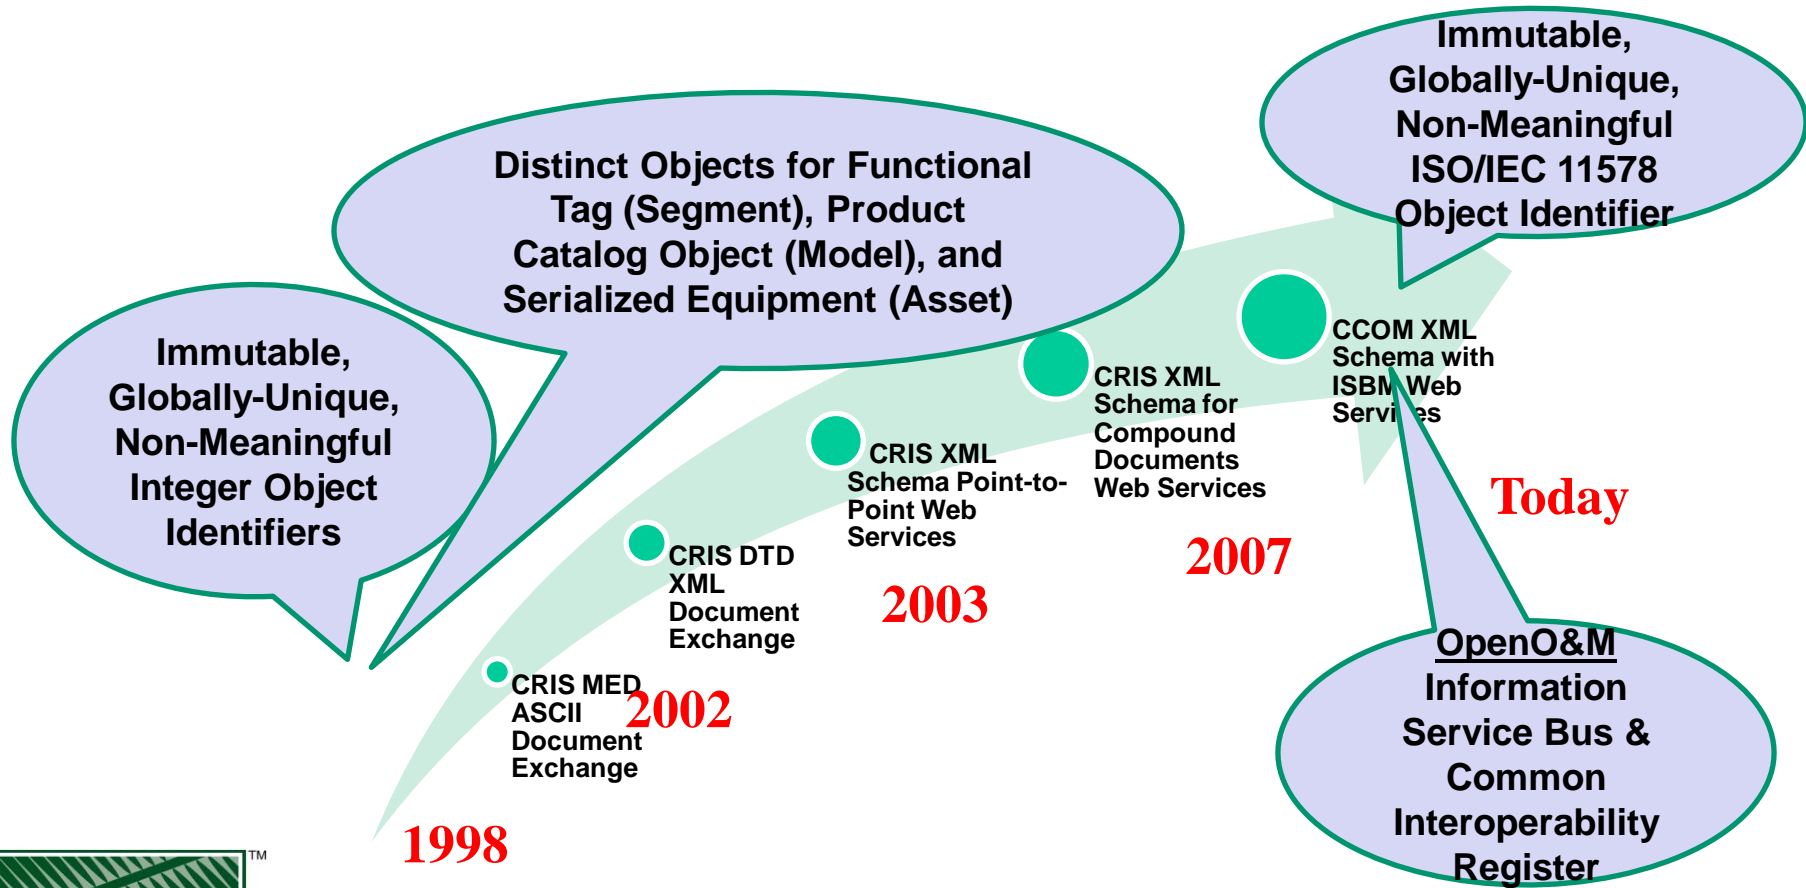 Immutable,
Globally-Unique,
Non-Meaningful
Integer Object
Identifiers
Distinct Objects for Functional
Tag (Segment), Product
Catalog Object (Model), and
Serialized Equipment (Asset)
Immutable,
Globally-Unique,
Non-Meaningful
ISO/IEC 11578
Object Identifier
CRIS MED
ASCII
Document
Exchange
1998
CRIS DTD
XML
Document
Exchange
2002
CRIS XML
Schema Point-to-
Point Web
Services
2003
CRIS XML
Schema for
Compound
Documents
Web Services
2007
CCOM XML
Schema with
ISBM Web
Services
Today
OpenO&M
Information
Service Bus &
Common
Interoperability
Register
TM